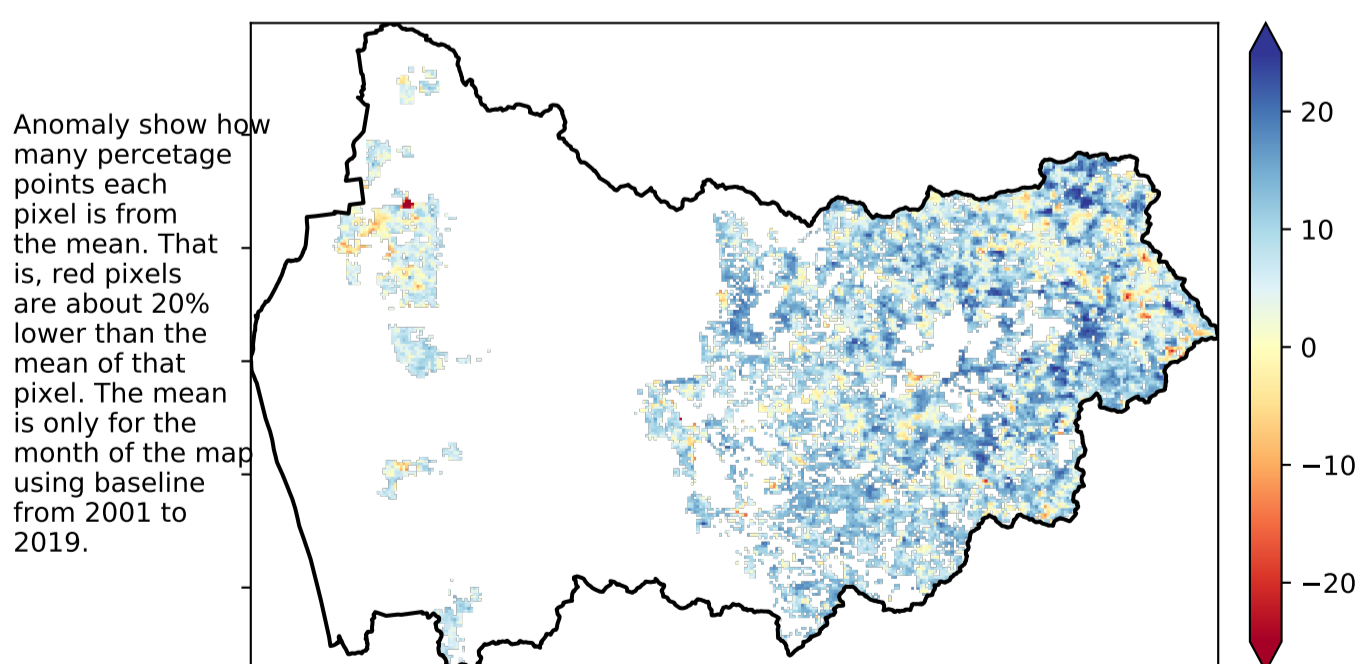 Anomaly show how
many percetage
points each
pixel is from
the mean. That
is, red pixels
are about 20%
lower than the
mean of that
pixel. The mean
is only for the
month of the map
using baseline
from 2001 to
2019.
20
10
0
−10
−20